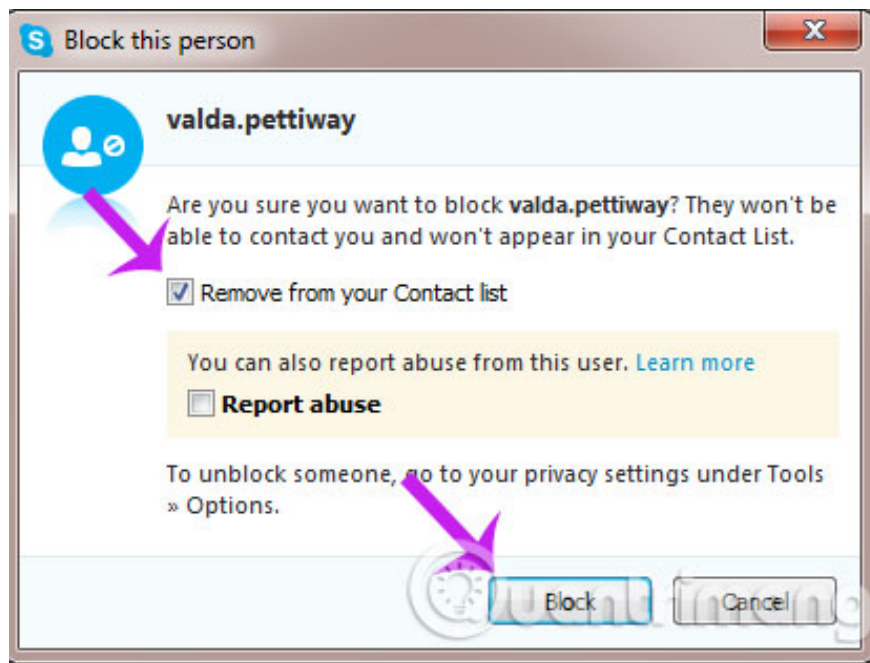 Block this person
valda.pettiway
Are you sure you want to block valda.pettiway? They won't be
able to contact you and won't appear in your Contact List.
Remove from your Contact list
You can also report abuse from this user. Learn more
Report abuse
To unblock someone, go to your privacy settings under Tools
» Options.
Block Cancel
Quantrimang